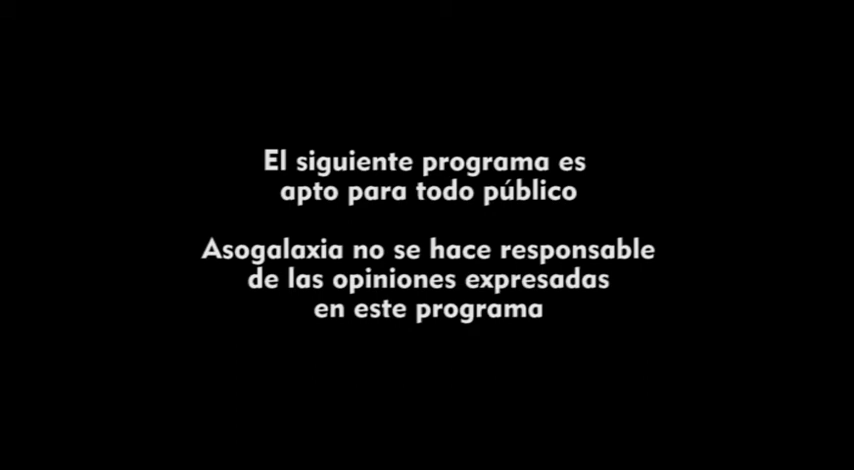 El siguiente programa es
apto para todo público
Asogalaxia no se hace responsable
de las opiniones expresadas
en este programa